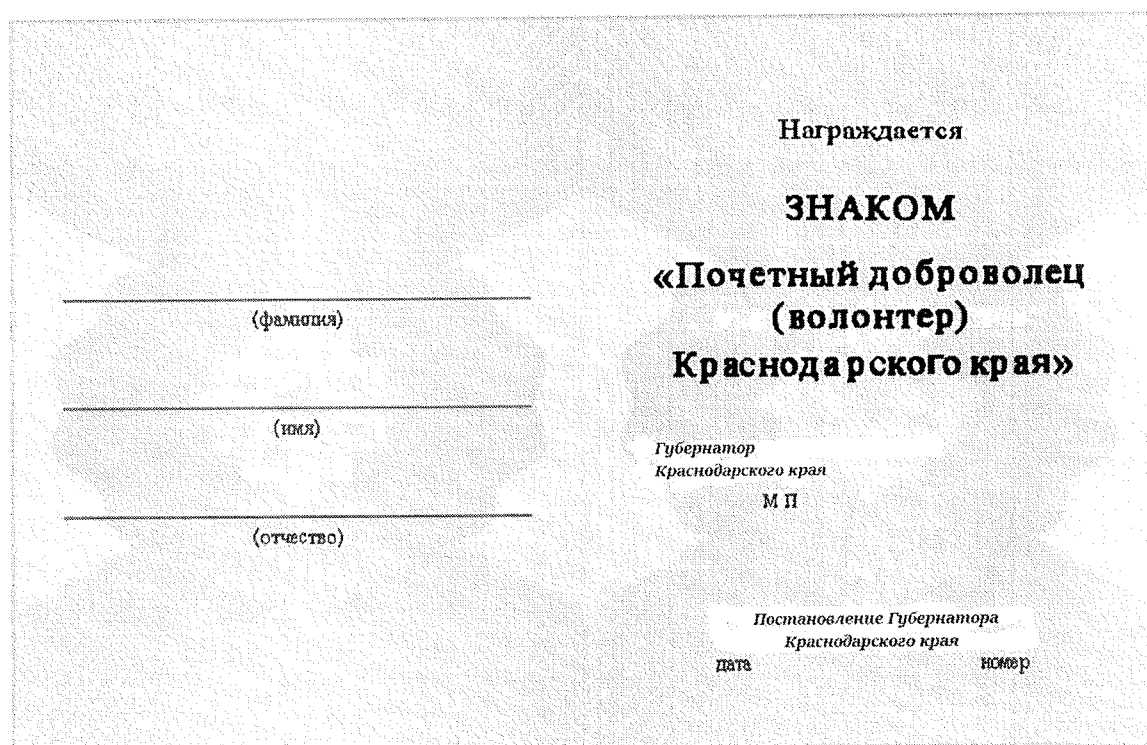 (фамилия)
(имя)
(отчество)
Награждается
ЗНАКОМ
«Почетный доброволец
(волонтер)
Краснодарского края»
Губернатор
Краснодарского края
М П
Постановление Губернатора
Краснодарского края
дата номер